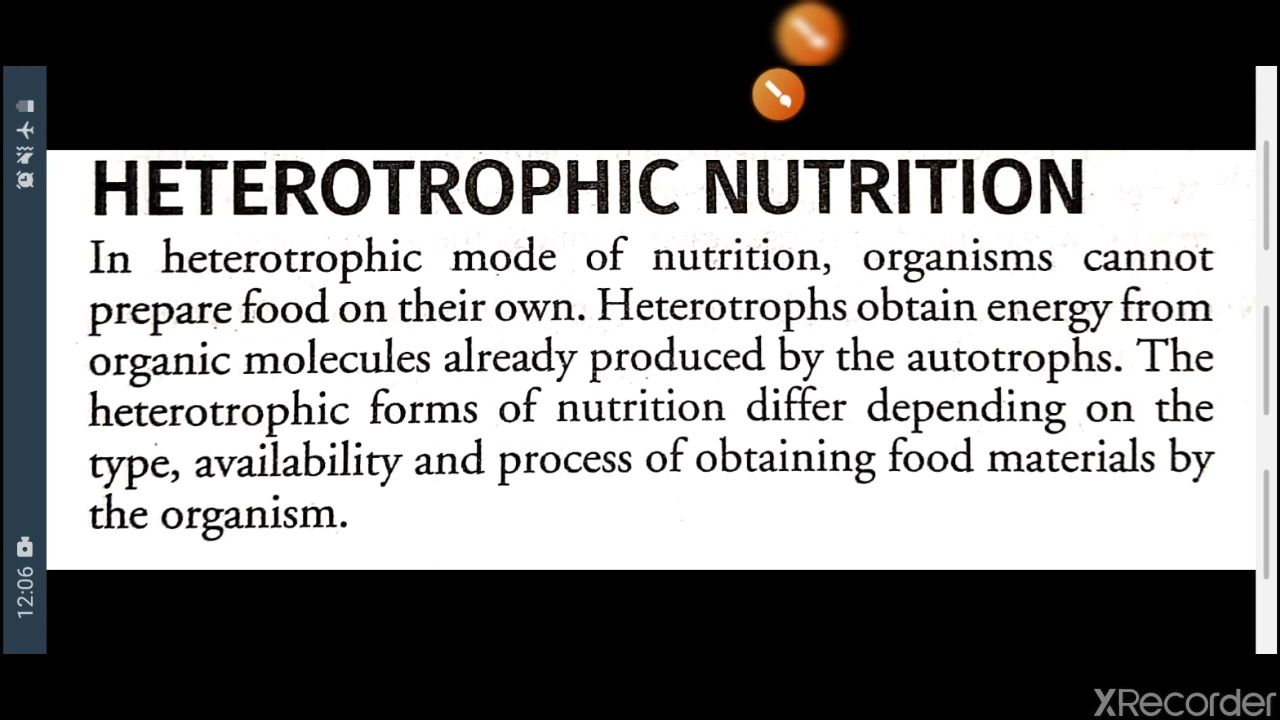 HETEROTROPHIC NUTRITION
In heterotrophic mode of nutrition, organisms cannot
prepare food on their own. Heterotrophs obtain energy from
organic molecules already produced by the autotrophs. The
heterotrophic forms of nutrition differ depending on the
type, availability and process of obtaining food materials by
the organism.
12:06
XRecorder